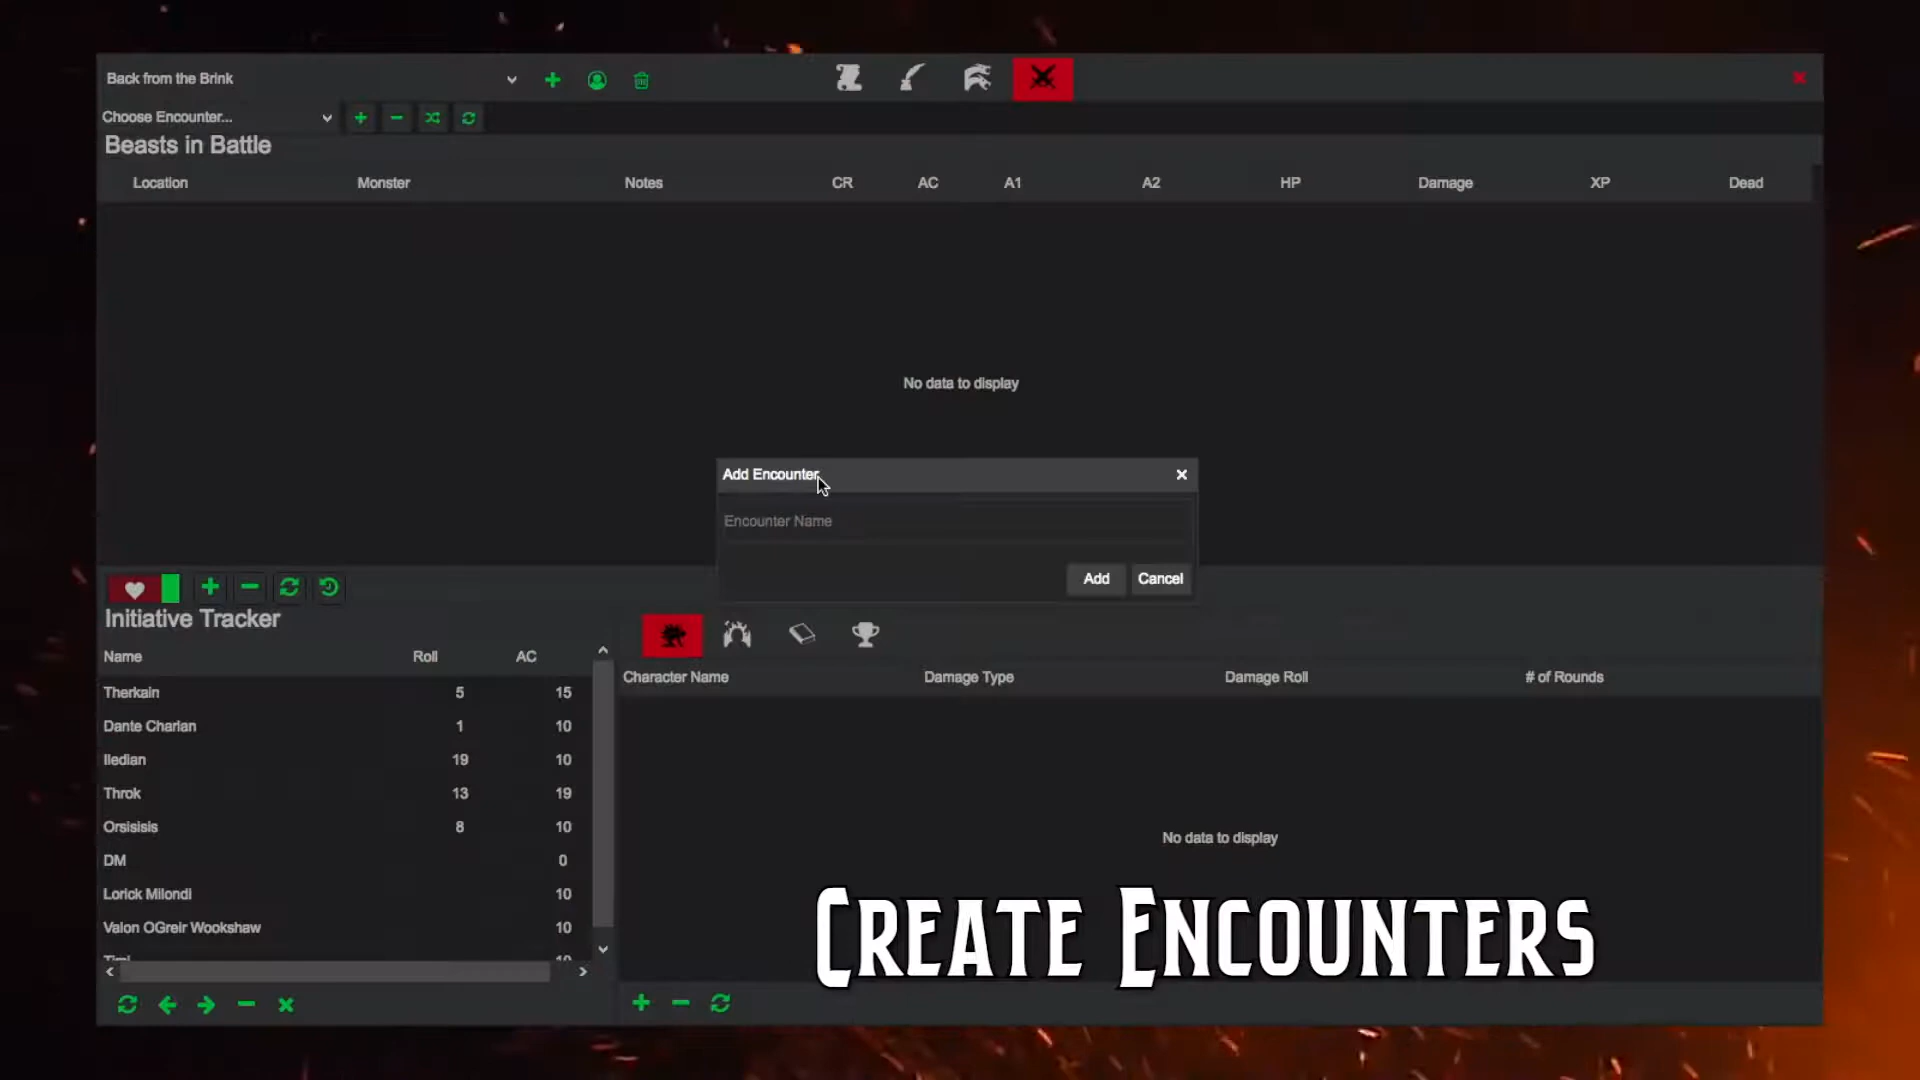 Back from the Brink
Choose Encounter...
Beasts in Battle
Location Monster Notes CR AC A1 A2 HP Damage XP Dead
No data to display
Add Encounter
Encounter Name
Add Cancel
Initiative Tracker
Name Roll AC
Therkain 5 15
Dante Charlan 1 10
Iledian 19 10
Throk 13 19
Orsisisis 8 10
DM 0
Lorick Milondi 10
Valon OGreir Wookshaw 10
Character Name Damage Type Damage Roll # of Rounds
No data to display
Create Encounters